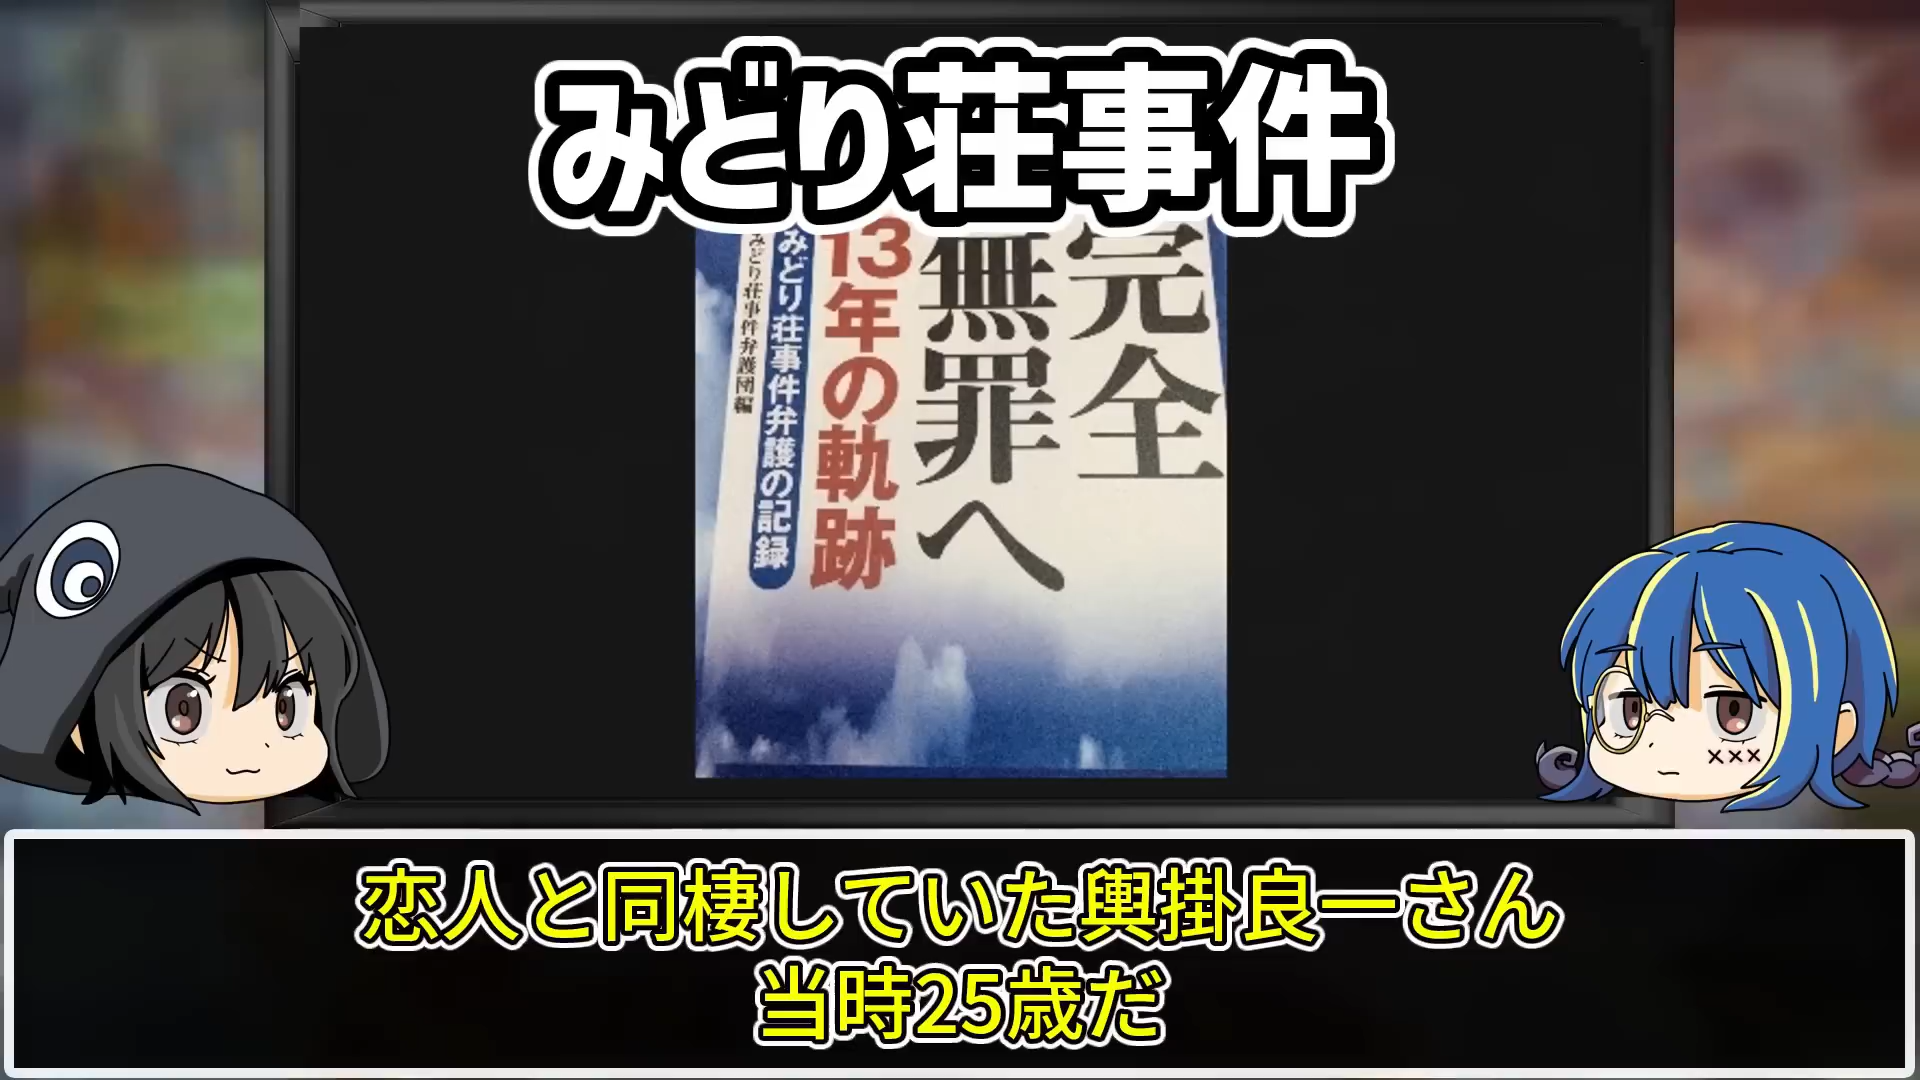 みどり荘事件
完全
無罪へ
13年の軌跡
みどり荘事件弁護の記録
みどり荘事件弁護団編
恋人と同棲していた輿掛良一さん
当時25歳だ